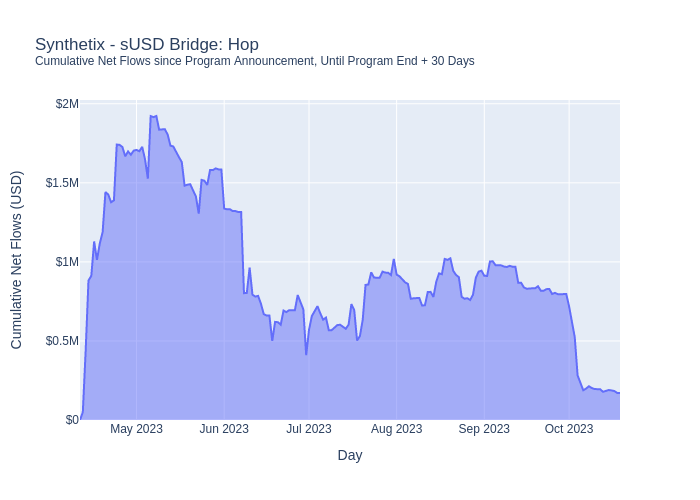 Synthetix - sUSD Bridge: Hop
Cumulative Net Flows since Program Announcement, Until Program End + 30 Days
$2M
$1.5M
$1M
$0.5M
$0
Cumulative Net Flows (USD)
May 2023
Jun 2023
Jul 2023
Aug 2023
Sep 2023
Oct 2023
Day